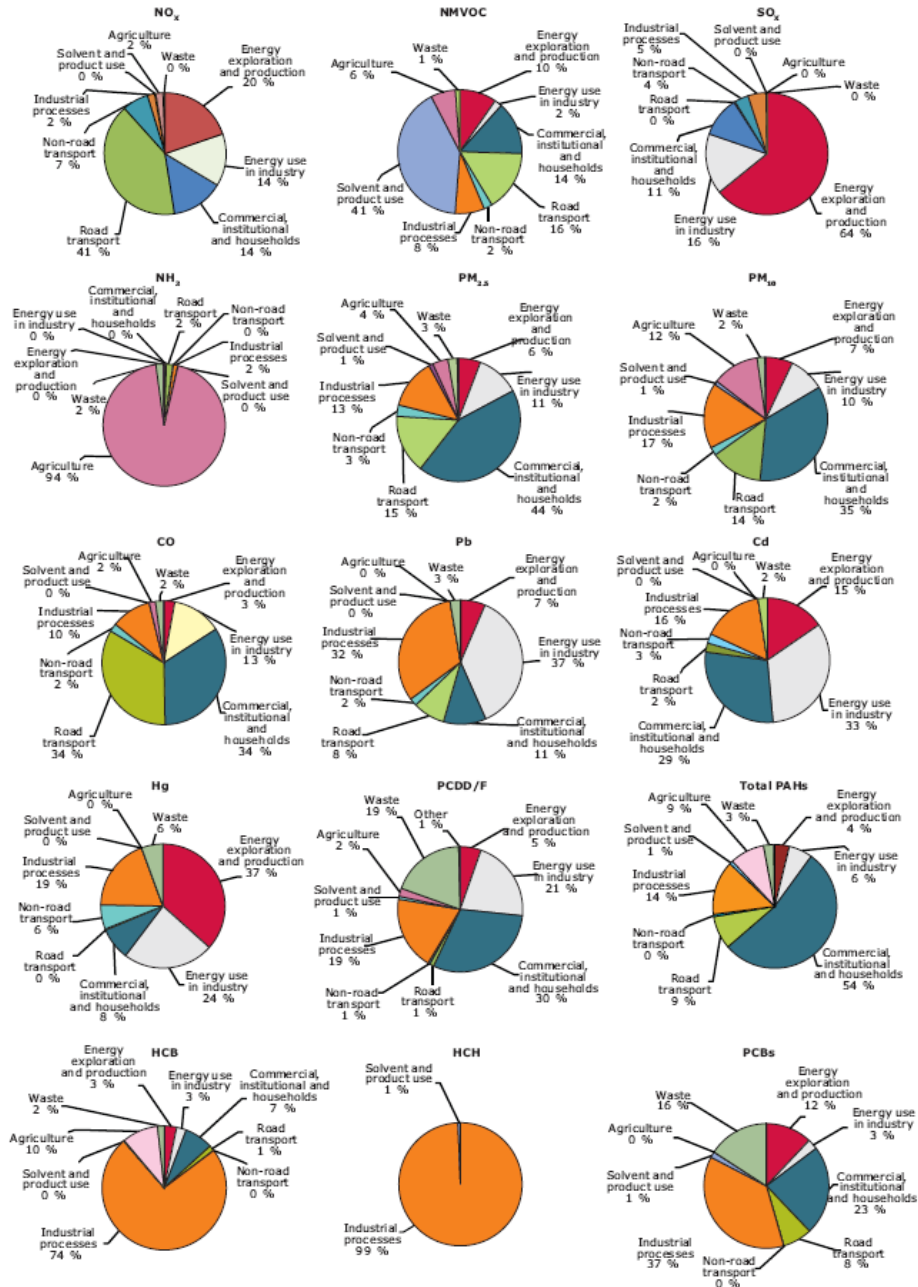 NOX
Agriculture
2 %
Solvent and
product use
0 %
Waste
0 %
Energy exploration
and production
20 %
Industrial
processes
2 %
Non-road
transport
7 %
Energy use
in industry
14 %
Road
transport
41 %
Commercial,
institutional
and households
14 %
NMVOC
Waste
1 %
Agriculture
6 %
Energy exploration
and production
10 %
Energy use
in industry
2 %
Commercial,
institutional
and households
14 %
Solvent and
product use
41 %
Road
transport
16 %
Industrial
processes
8 %
Non-road
transport
2 %
SOX
Industrial
processes
5 %
Solvent and
product use
0 %
Agriculture
0 %
Non-road
transport
4 %
Waste
0 %
Road
transport
0 %
Commercial,
institutional
and households
11 %
Energy use
in industry
16 %
Energy
exploration and
production
64 %
NH3
Commercial,
institutional
and
households
0 %
Road
transport
2 %
Non-road
transport
0 %
Energy use
in industry
0 %
Energy
exploration and
production
0 %
Industrial
processes
2 %
Solvent and
product use
0 %
Waste
2 %
Agriculture
94 %
PM2.5
Agriculture
4 %
Waste
3 %
Energy exploration
and
production
6 %
Solvent and
product use
1 %
Industrial
processes
13 %
Energy use
in industry
11 %
Non-road
transport
3 %
Road
transport
15 %
Commercial,
institutional
and households
44 %
PM10
Waste
2 %
Agriculture
12 %
Energy exploration
and production
7 %
Solvent and
product use
1 %
Energy use
in industry
10 %
Industrial
processes
17 %
Non-road
transport
2 %
Road
transport
14 %
Commercial,
institutional
and households
35 %
CO
Agriculture
2 %
Solvent and
product use
0 %
Waste
2 %
Energy
exploration and
production
3 %
Industrial
processes
10 %
Energy use
in industry
13 %
Non-road
transport
2 %
Road
transport
34 %
Commercial,
institutional
and
households
34 %
Pb
Agriculture
0 %
Waste
3 %
Energy exploration
and
production
7 %
Solvent and
product use
0 %
Industrial
processes
32 %
Energy use
in industry
37 %
Non-road
transport
2 %
Road
transport
8 %
Commercial,
institutional
and households
11 %
Cd
Solvent and
product use
0 %
Agriculture
0 %
Waste
2 %
Energy
exploration
and production
15 %
Industrial
processes
16 %
Non-road
transport
3 %
Road
transport
2 %
Commercial,
institutional and
households
29 %
Energy use
in industry
33 %
Hg
Agriculture
0 %
Waste
6 %
Solvent and
product use
0 %
Energy
exploration
and production
37 %
Industrial
processes
19 %
Non-road
transport
6 %
Road
transport
0 %
Commercial,
institutional
and households
8 %
Energy use
in industry
24 %
PCDD/F
Waste
19 %
Other
1 %
Energy
exploration
and production
5 %
Agriculture
2 %
Energy use
in industry
21 %
Solvent and
product use
1 %
Industrial
processes
19 %
Non-road
transport
1 %
Road
transport
1 %
Commercial,
institutional
and households
30 %
Total PAHs
Agriculture
9 %
Waste
3 %
Energy
exploration
and production
4 %
Solvent and
product use
1 %
Energy use
in industry
6 %
Industrial
processes
14 %
Non-road
transport
0 %
Road
transport
9 %
Commercial,
institutional
and households
54 %
HCB
Energy
exploration
and production
3 %
Energy use
in industry
3 %
Commercial,
institutional and
households
7 %
Waste
2 %
Agriculture
10 %
Road
transport
1 %
Solvent and
product use
0 %
Non-road
transport
0 %
Industrial
processes
74 %
HCH
Solvent and
product use
1 %
Industrial
processes
99 %
PCBs
Waste
16 %
Energy
exploration
and production
12 %
Energy use
in industry
3 %
Agriculture
0 %
Solvent and
product use
1 %
Commercial,
institutional
and households
23 %
Industrial
processes
37 %
Non-road
transport
0 %
Road
transport
8 %